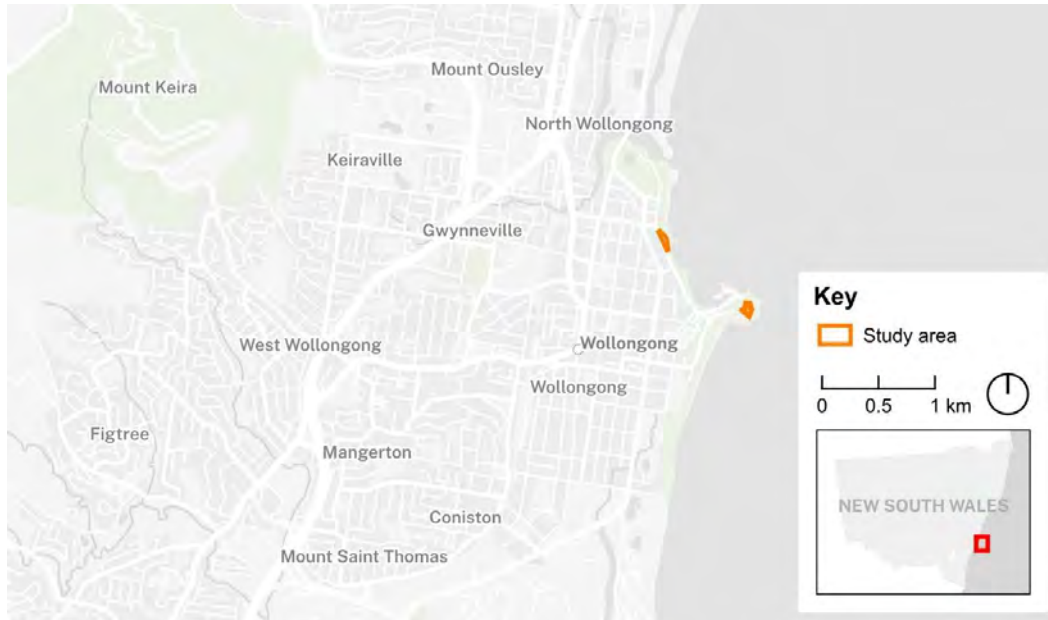 Mount Ousley
Mount Keira
North Wollongong
Keiraville
Gwynneville
West Wollongong
Wollongong
Wollongong
Figtree
Mangerton
Coniston
Mount Saint Thomas
Key
Study area
0 0.5 1 km
NEW SOUTH WALES